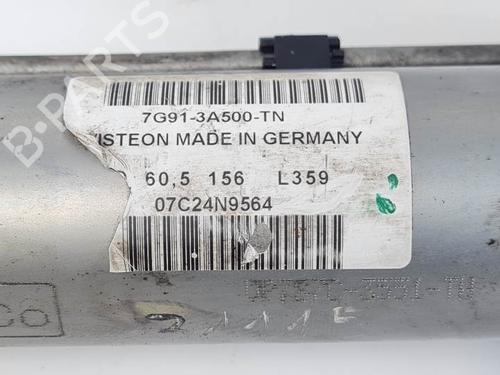 B-PARTS
7G91-3A500-TN
ISTEON MADE IN GERMANY
60,5 156 L359
07C24N9564